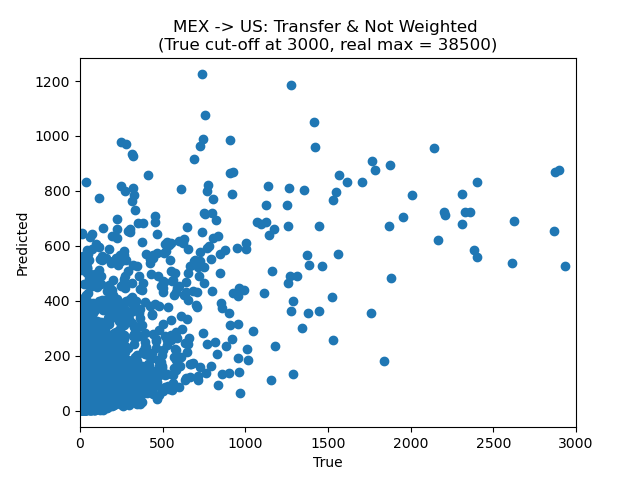 MEX -> US: Transfer & Not Weighted
(True cut-off at 3000, real max = 38500)
1200
1000
800
600
400
200
0
Predicted
0 500 1000 1500 2000 2500 3000
True